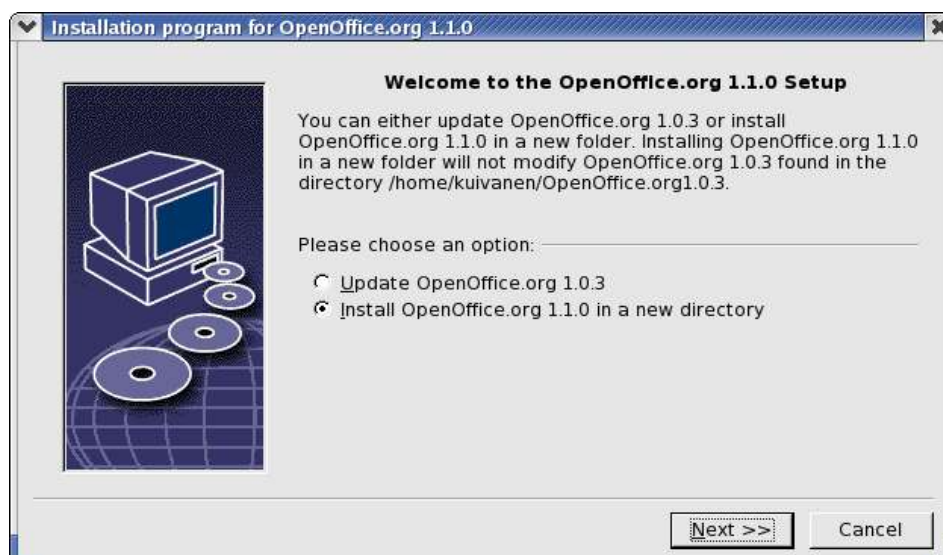 Installation program for OpenOffice.org 1.1.0
Welcome to the OpenOffice.org 1.1.0 Setup
You can either update OpenOffice.org 1.0.3 or install
OpenOffice.org 1.1.0 in a new folder. Installing OpenOffice.org 1.1.0
in a new folder will not modify OpenOffice.org 1.0.3 found in the
directory /home/kuivanen/OpenOffice.org1.0.3.
Please choose an option:
Update OpenOffice.org 1.0.3
Install OpenOffice.org 1.1.0 in a new directory
Next >>
Cancel